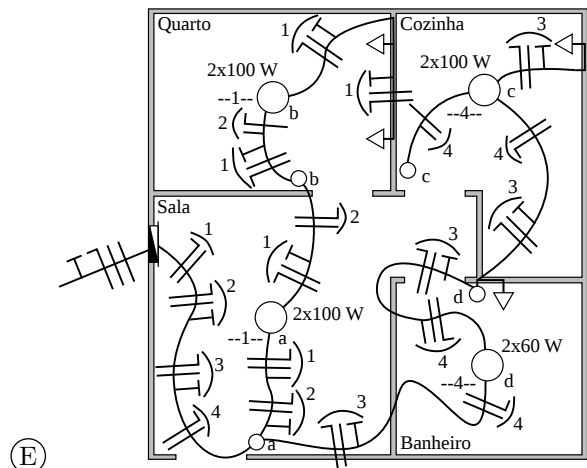 Quarto
Cozinha
1
3
2x100 W
2x100 W
--1--
b
1
c
2
--4--
4
4
1
b
c
Sala
1
2
3
3
1
2
2x100 W
d
--1--
a
2x60 W
1
4
3
--4--
d
2
4
3
4
a
Banheiro
E